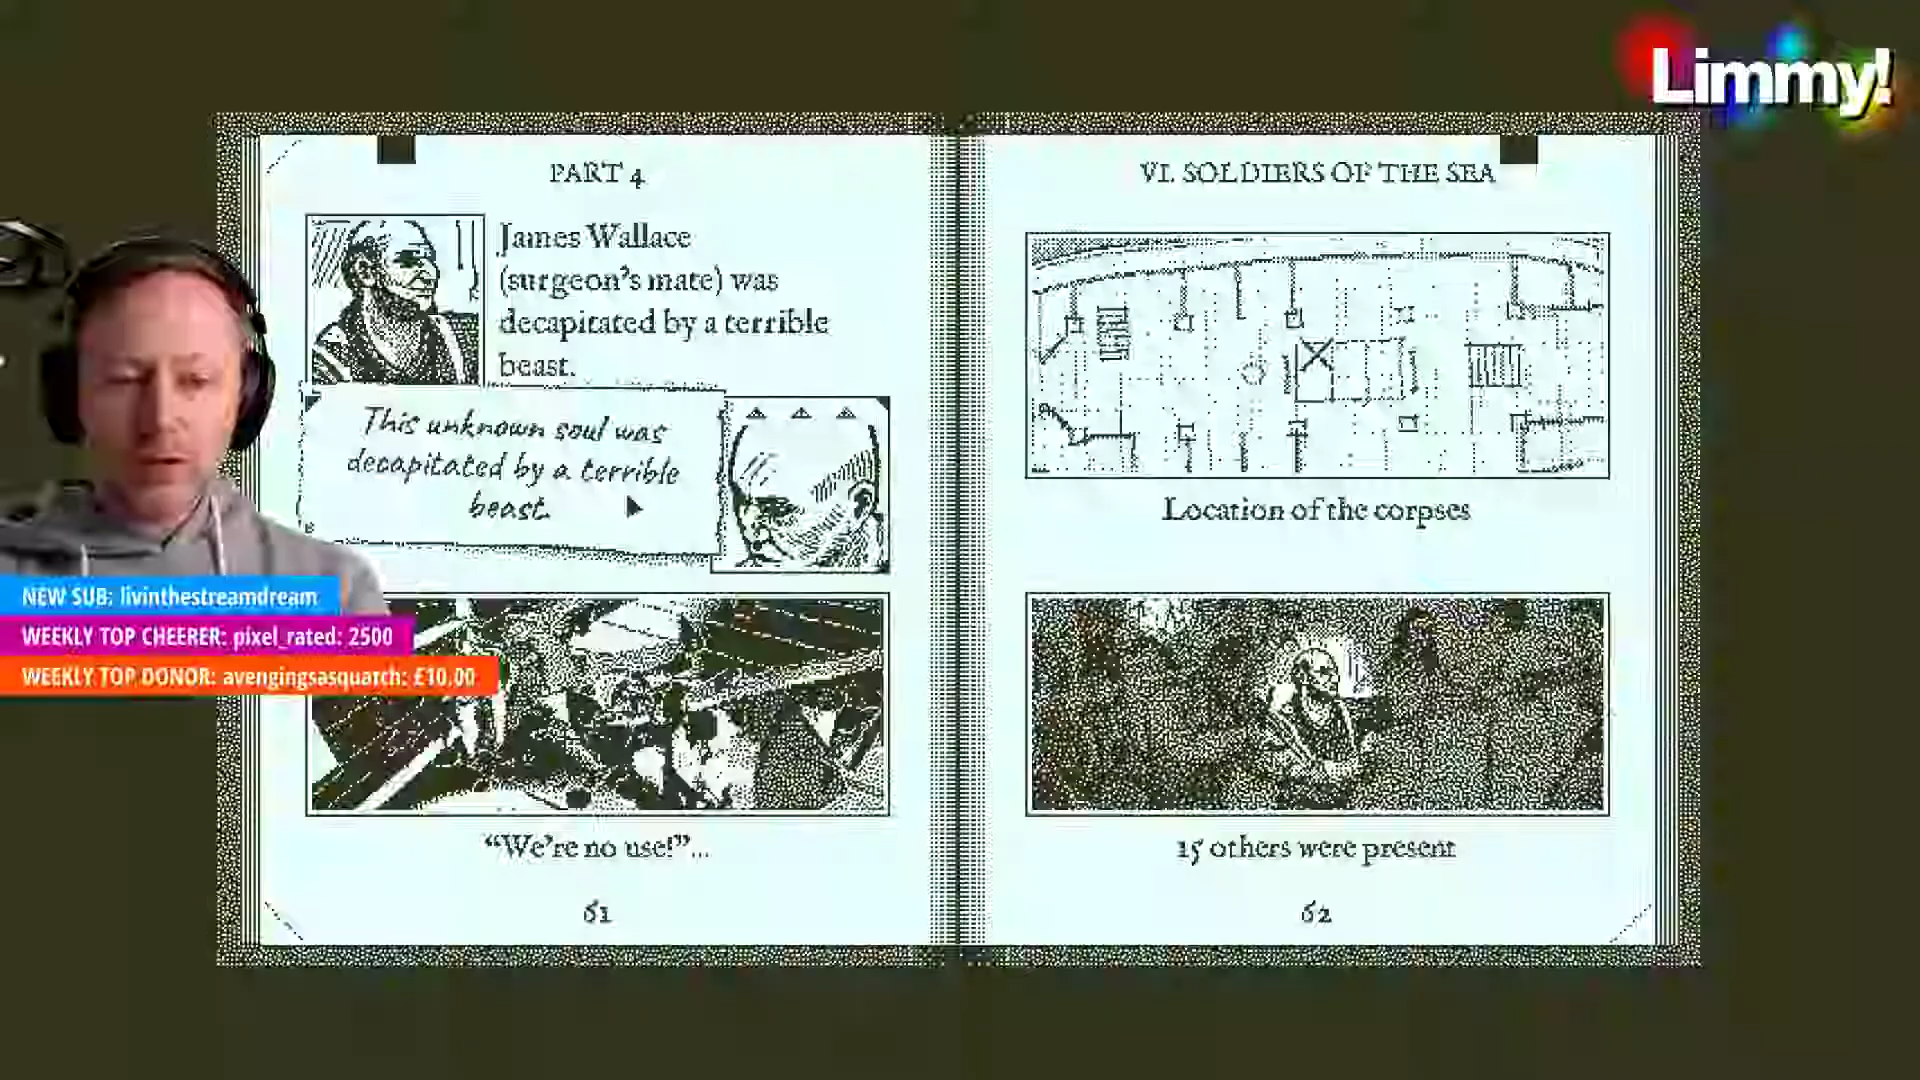 Limmy!
PART 4
James Wallace
(surgeon's mate) was
decapitated by a terrible
beast.
This unknown soul was
decapitated by a terrible
beast.
"We're no use!"...
61
VI. SOLDIERS OF THE SEA
Location of the corpses
15 others were present
62
NEW SUB: livinthestreamdream
WEEKLY TOP CHEERER: pixel_rated: 2500
WEEKLY TOP DONOR: avengingsasquatch: £10.00